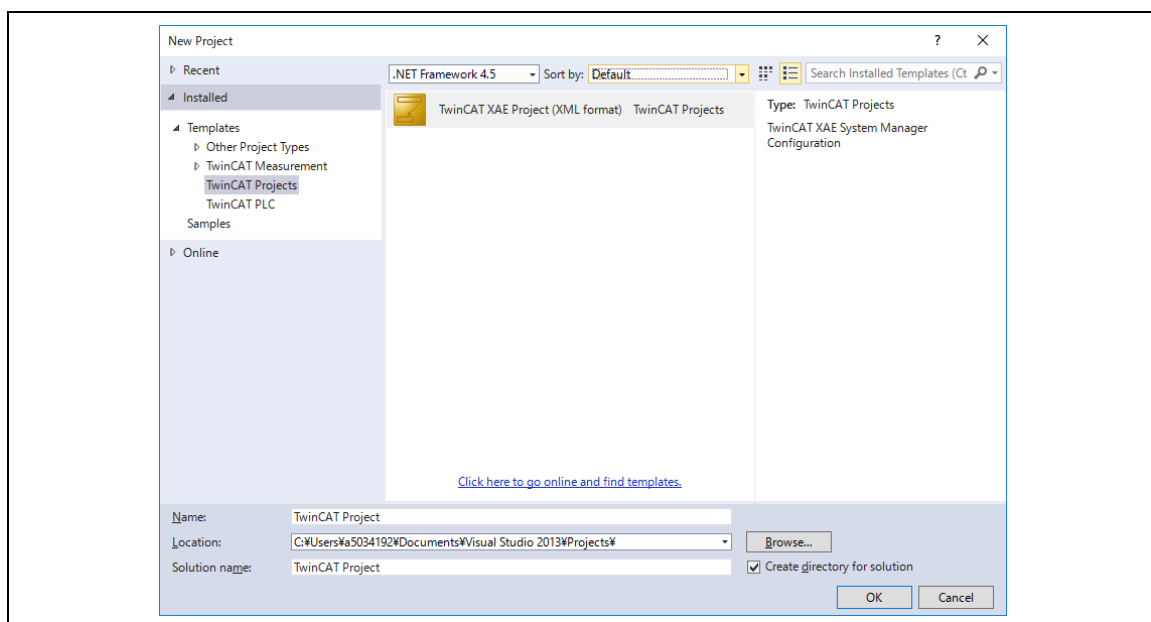 New Project
? ×
Recent
.NET Framework 4.5 Sort by: Default
Search Installed Templates (Ct
Installed
Templates
Other Project Types
TwinCAT Measurement
TwinCAT Projects
TwinCAT PLC
Samples
Online
TwinCAT XAE Project (XML format) TwinCAT Projects
Type: TwinCAT Projects
TwinCAT XAE System Manager
Configuration
Click here to go online and find templates.
Name: TwinCAT Project
Location: C:¥Users¥a5034192¥Documents¥Visual Studio 2013¥Projects¥ Browse...
Solution name: TwinCAT Project Create directory for solution
OK Cancel